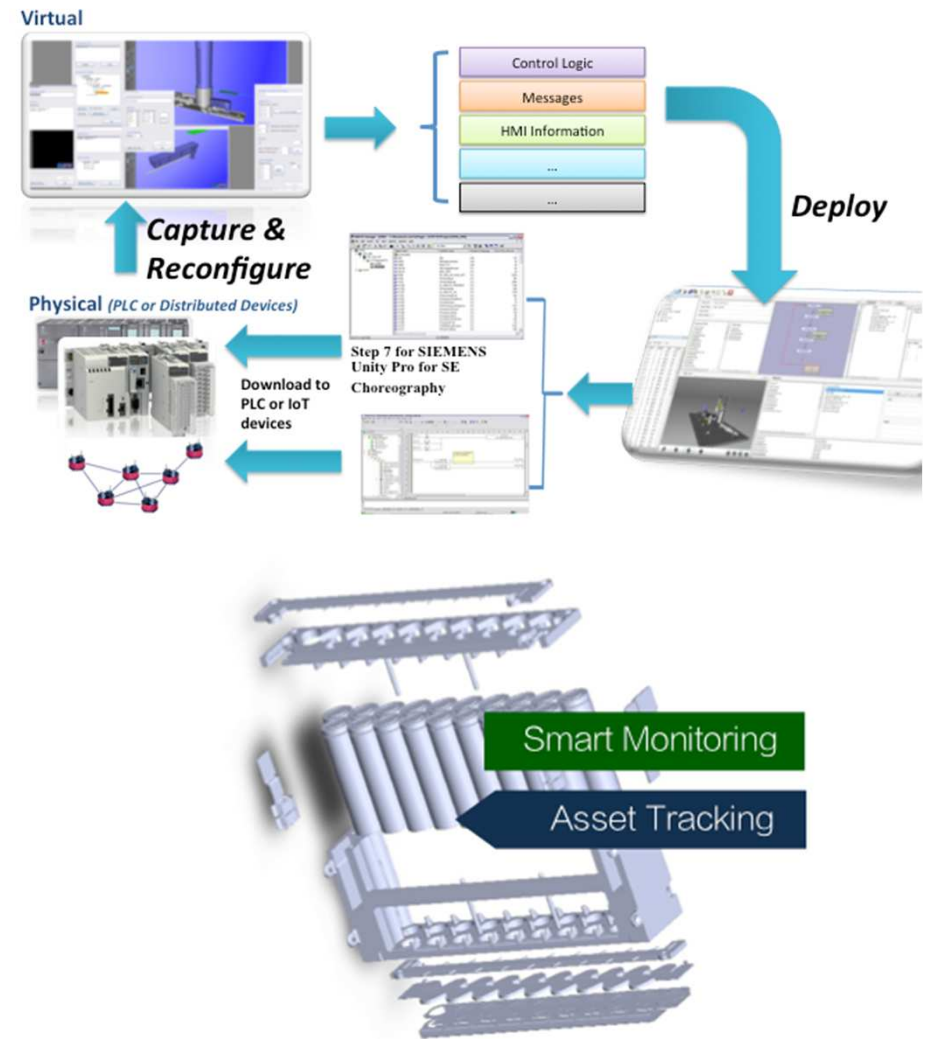 Virtual
Control Logic
Messages
HMI Information
...
...
Deploy
Capture &
Reconfigure
Physical (PLC or Distributed Devices)
Step 7 for SIEMENS
Unity Pro for SE
Choreography
Download to
PLC or IoT
devices
Smart Monitoring
Asset Tracking